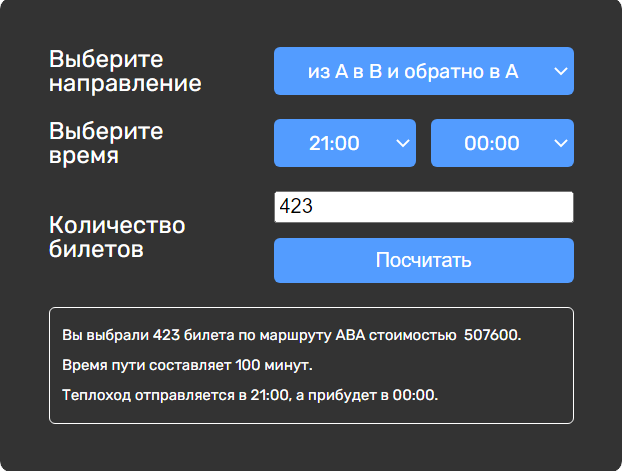 Выберите
направление
из A в B и обратно в A
Выберите
время
21:00
00:00
Количество
билетов
423
Посчитать
Вы выбрали 423 билета по маршруту ABA стоимостью 507600.
Время пути составляет 100 минут.
Теплоход отправляется в 21:00, а прибудет в 00:00.